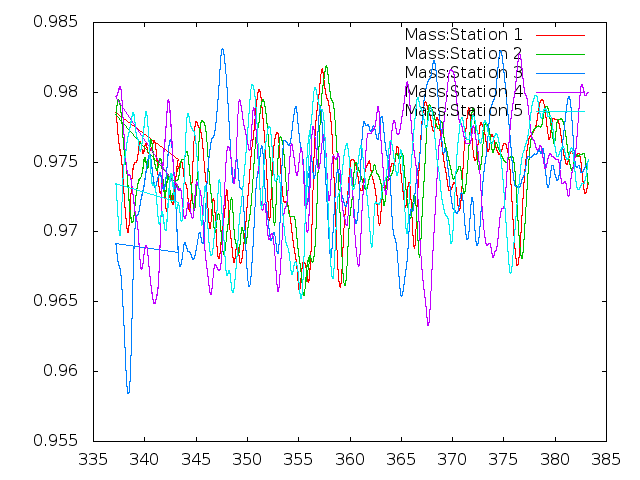 0.985
0.98
0.975
0.97
0.965
0.96
0.955
335 340 345 350 355 360 365 370 375 380 385
Mass:Station 1
Mass:Station 2
Mass:Station 3
Mass:Station 4
Mass:Station 5